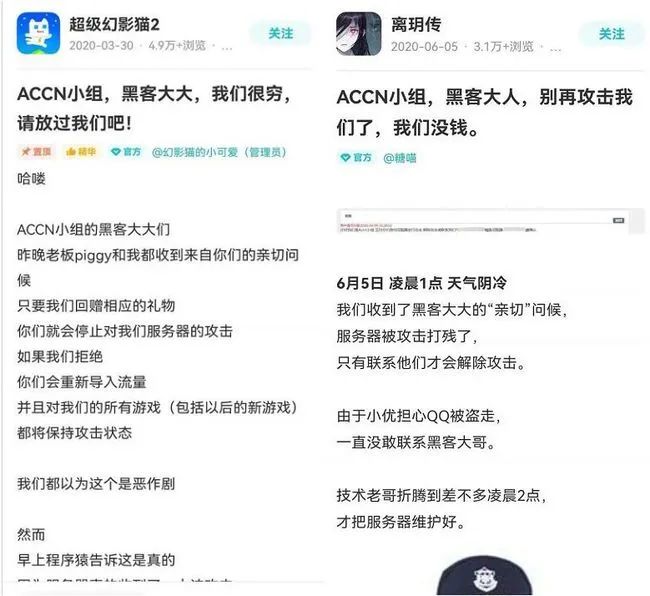 超级幻影猫2
2020-03-30 · 4.9万+浏览 · ...
关注
ACCN小组，黑客大大，我们很穷，
请放过我们吧！
置顶 精华 官方 @幻影猫的小可爱（管理员）
哈喽
ACCN小组的黑客大大们
昨晚老板piggy和我都收到来自你们的亲切问
候
只要我们回赠相应的礼物
你们就会停止对我们服务器的攻击
如果我们拒绝
你们会重新导入流量
并且对我们的所有游戏（包括以后的新游戏）
都将保持攻击状态
我们都以为这个是恶作剧
然而
早上程序猿告诉这是真的
离玥传
2020-06-05 · 3.1万+浏览 · ...
关注
ACCN小组，黑客大人，别再攻击我
们了，我们没钱。
官方 @糖喵
6月5日 凌晨1点 天气阴冷
我们收到了黑客大大的“亲切”问候，
服务器被攻击打残了，
只有联系他们才会解除攻击。
由于小优担心QQ被盗走，
一直没敢联系黑客大哥。
技术老哥折腾到差不多凌晨2点，
才把服务器维护好。